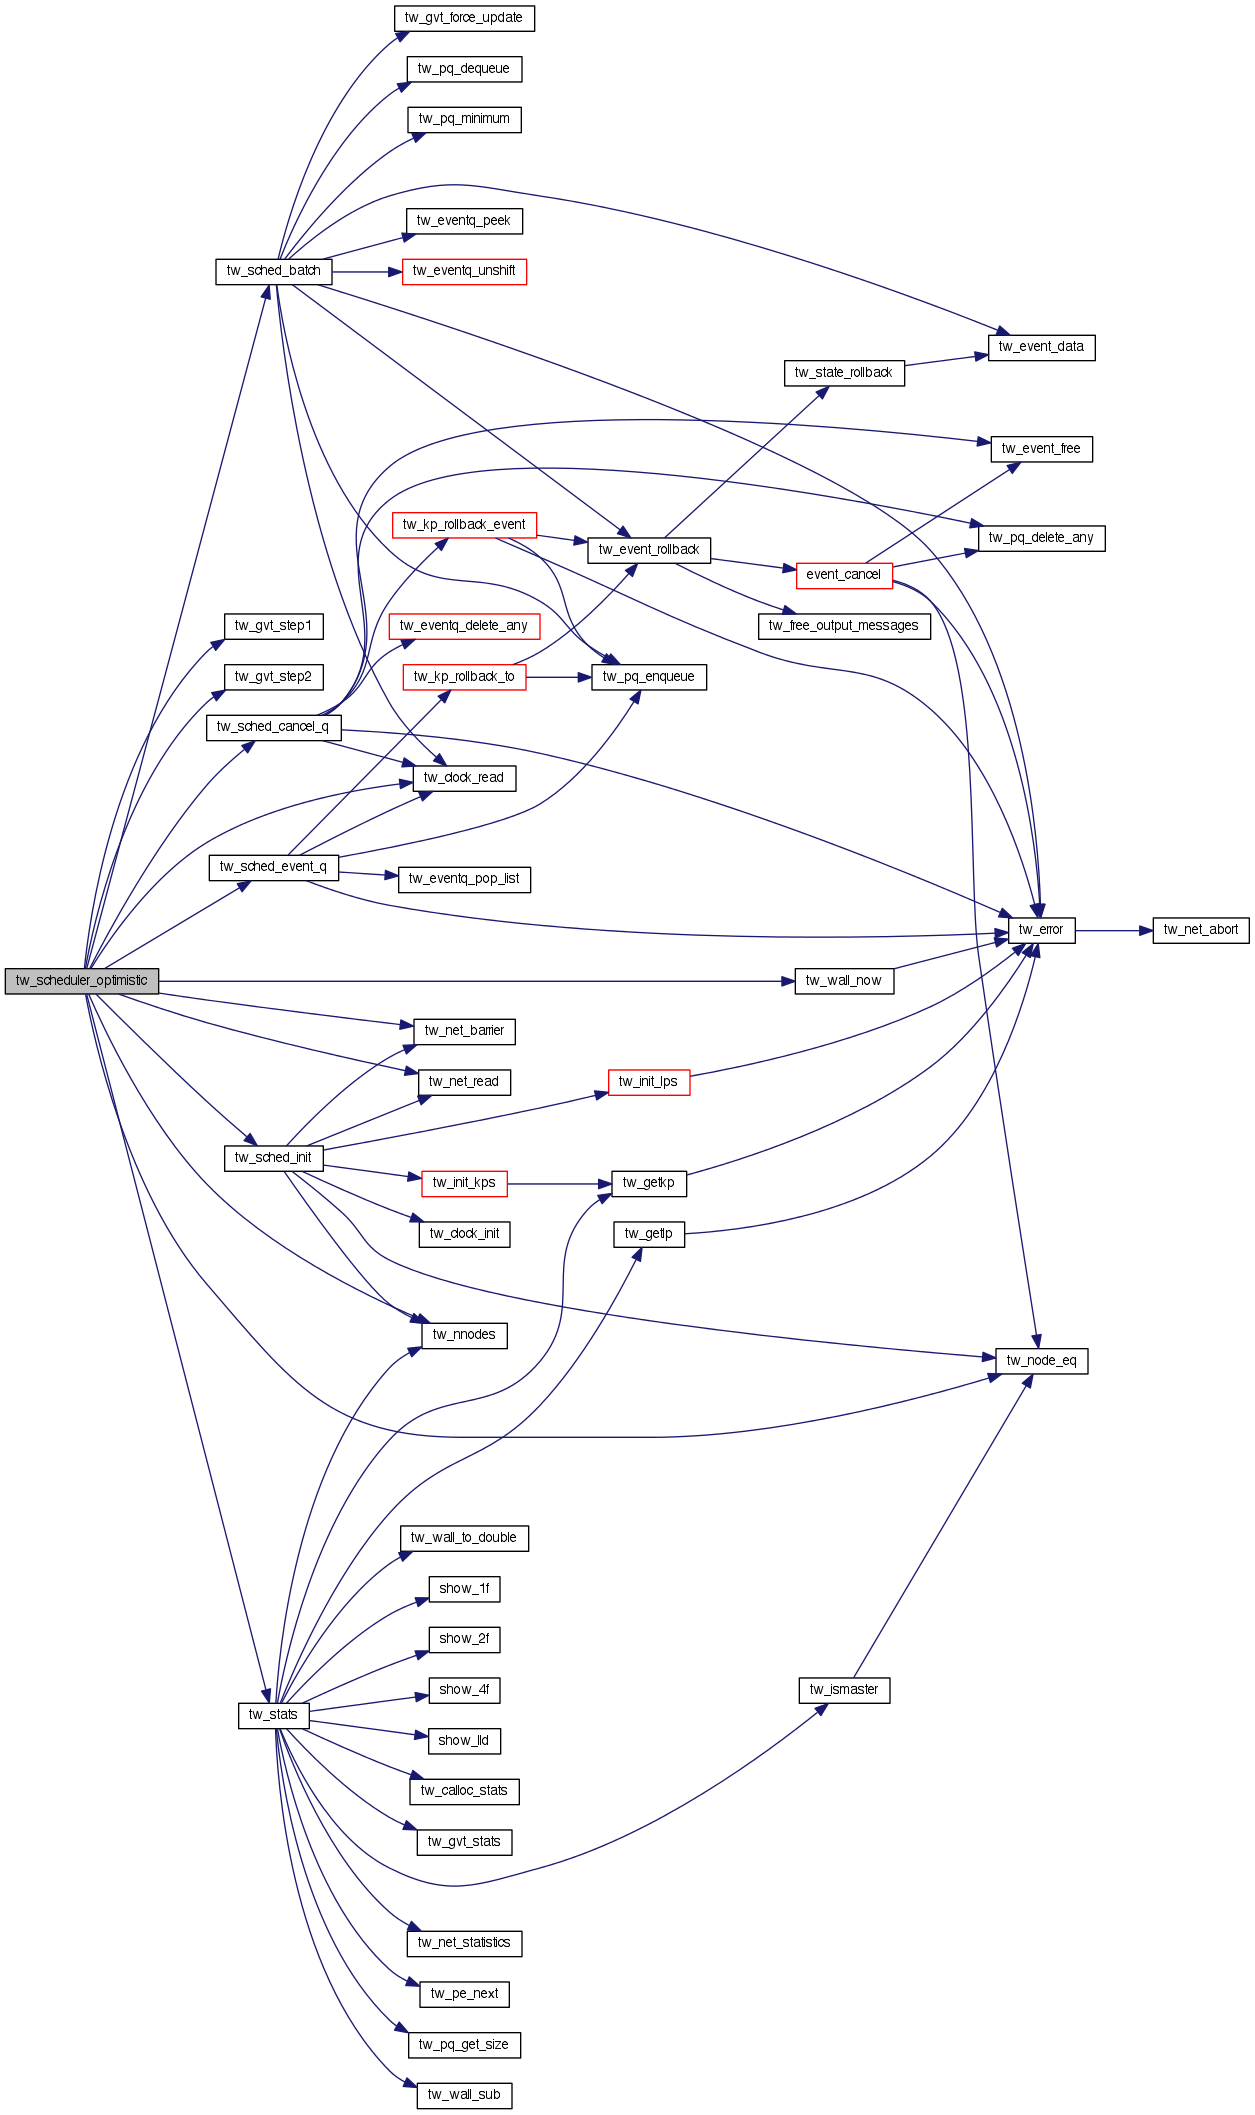 tw_gvt_force_update
tw_pq_dequeue
tw_pq_minimum
tw_eventq_peek
tw_sched_batch
tw_eventq_unshift
tw_event_data
tw_state_rollback
tw_event_free
tw_kp_rollback_event
tw_pq_delete_any
tw_event_rollback
event_cancel
tw_gvt_step1
tw_eventq_delete_any
tw_free_output_messages
tw_gvt_step2
tw_kp_rollback_to
tw_pq_enqueue
tw_sched_cancel_q
tw_clock_read
tw_sched_event_q
tw_eventq_pop_list
tw_error
tw_net_abort
tw_scheduler_optimistic
tw_wall_now
tw_net_barrier
tw_net_read
tw_init_lps
tw_sched_init
tw_init_kps
tw_getkp
tw_clock_init
tw_getlp
tw_nnodes
tw_node_eq
tw_wall_to_double
show_1f
show_2f
show_4f
tw_ismaster
tw_stats
show_lld
tw_calloc_stats
tw_gvt_stats
tw_net_statistics
tw_pe_next
tw_pq_get_size
tw_wall_sub